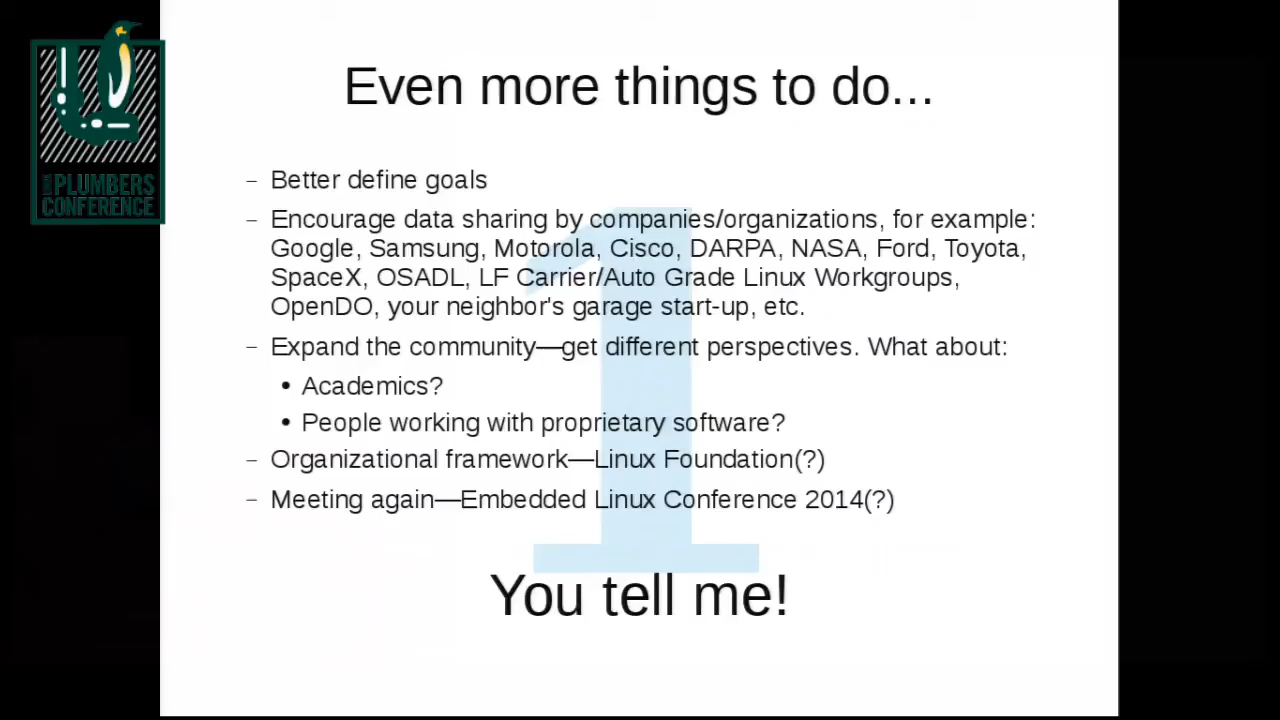 Even more things to do...
– Better define goals
– Encourage data sharing by companies/organizations, for example:
Google, Samsung, Motorola, Cisco, DARPA, NASA, Ford, Toyota,
SpaceX, OSADL, LF Carrier/Auto Grade Linux Workgroups,
OpenDO, your neighbor's garage start-up, etc.
– Expand the community—get different perspectives. What about:
• Academics?
• People working with proprietary software?
– Organizational framework—Linux Foundation(?)
– Meeting again—Embedded Linux Conference 2014(?)
You tell me!
1
PLUMBERS
CONFERENCE